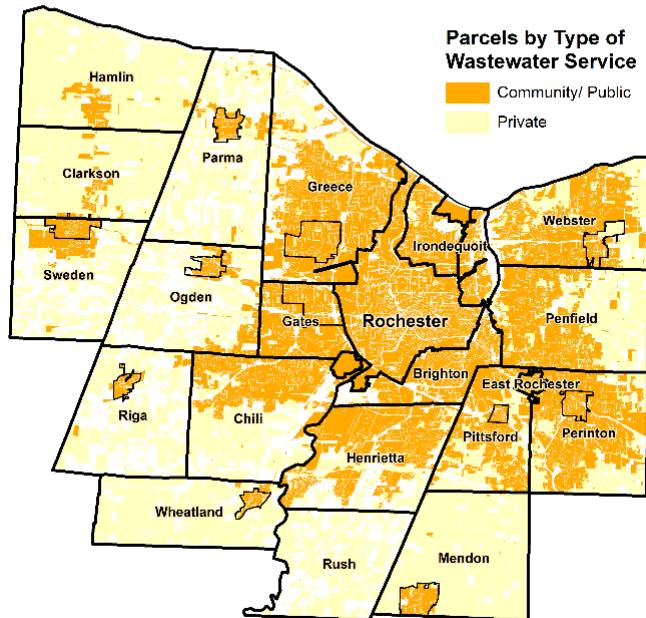 Parcels by Type of
Wastewater Service
Community/ Public
Private
Hamlin
Parma
Clarkson
Greece
Webster
Irondequoit
Sweden
Ogden
Gates
Rochester
Penfield
Brighton
East Rochester
Riga
Chili
Pittsford
Perinton
Henrietta
Wheatland
Rush
Mendon